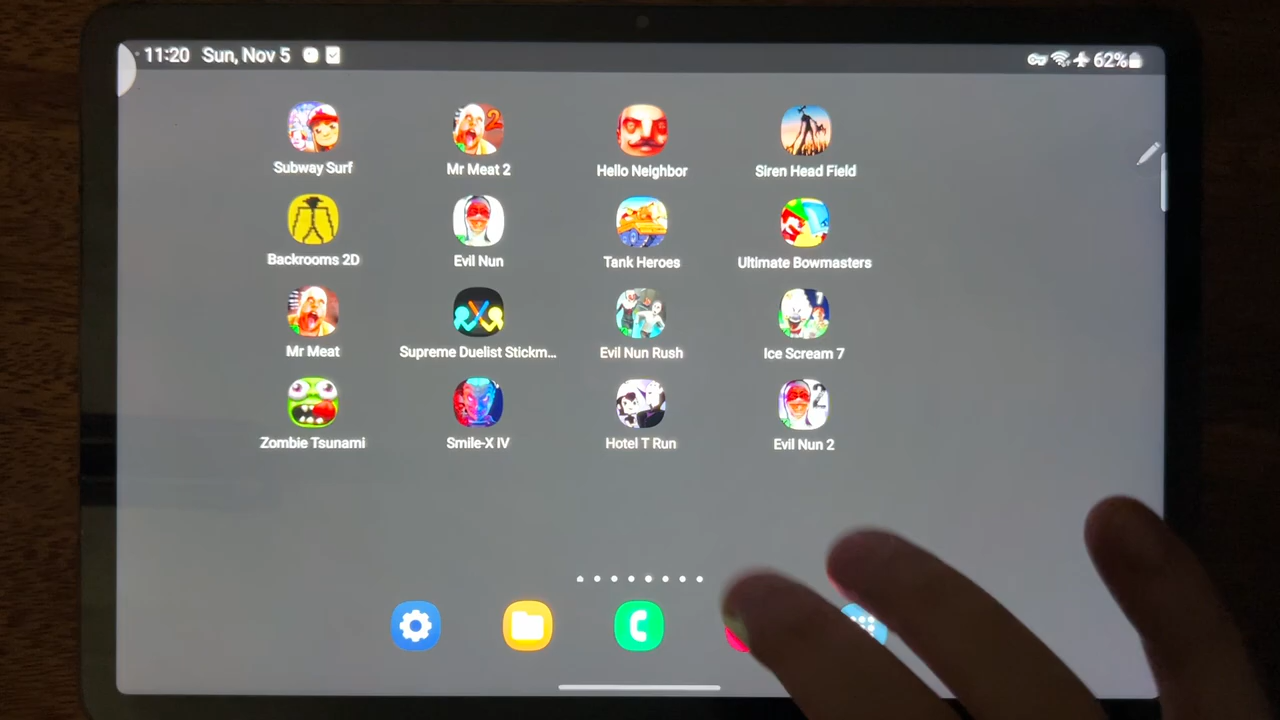 11:20 Sun, Nov 5 62%
Subway Surf Mr Meat 2 Hello Neighbor Siren Head Field
Backrooms 2D Evil Nun Tank Heroes Ultimate Bowmasters
Mr Meat Supreme Duelist Stickm... Evil Nun Rush Ice Scream 7
Zombie Tsunami Smile-X IV Hotel T Run Evil Nun 2